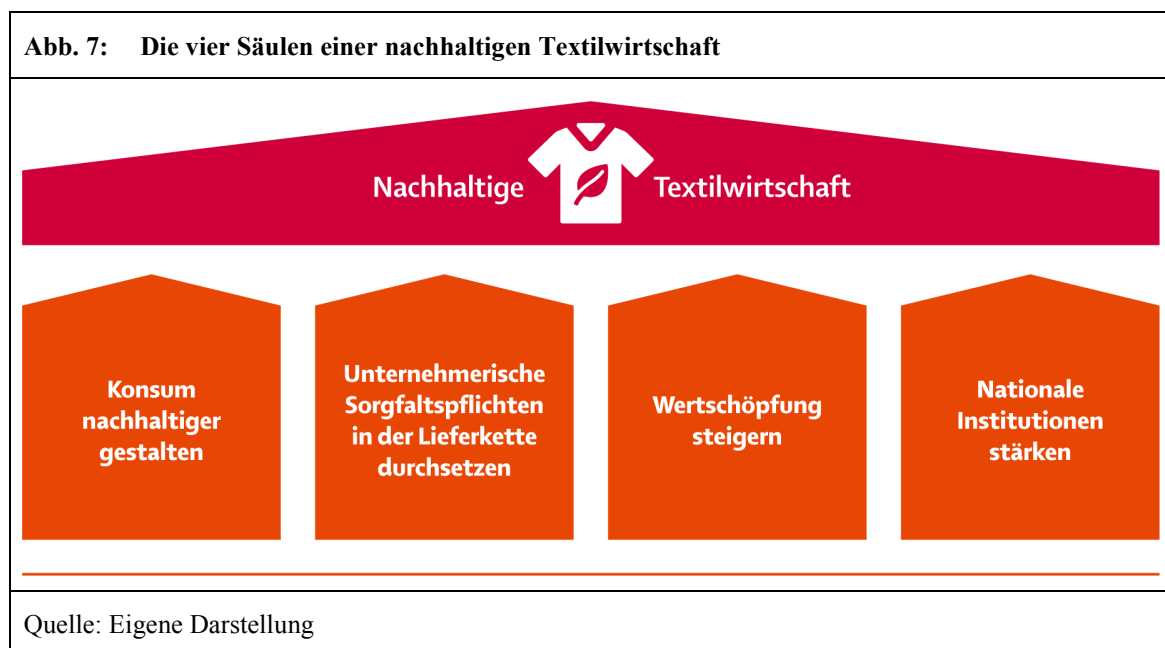 Abb. 7: Die vier Säulen einer nachhaltigen Textilwirtschaft
Nachhaltige Textilwirtschaft
Konsum
nachhaltiger
gestalten
Unternehmerische
Sorgfaltspflichten
in der Lieferkette
durchsetzen
Wertschöpfung
steigern
Nationale
Institutionen
stärken
Quelle: Eigene Darstellung